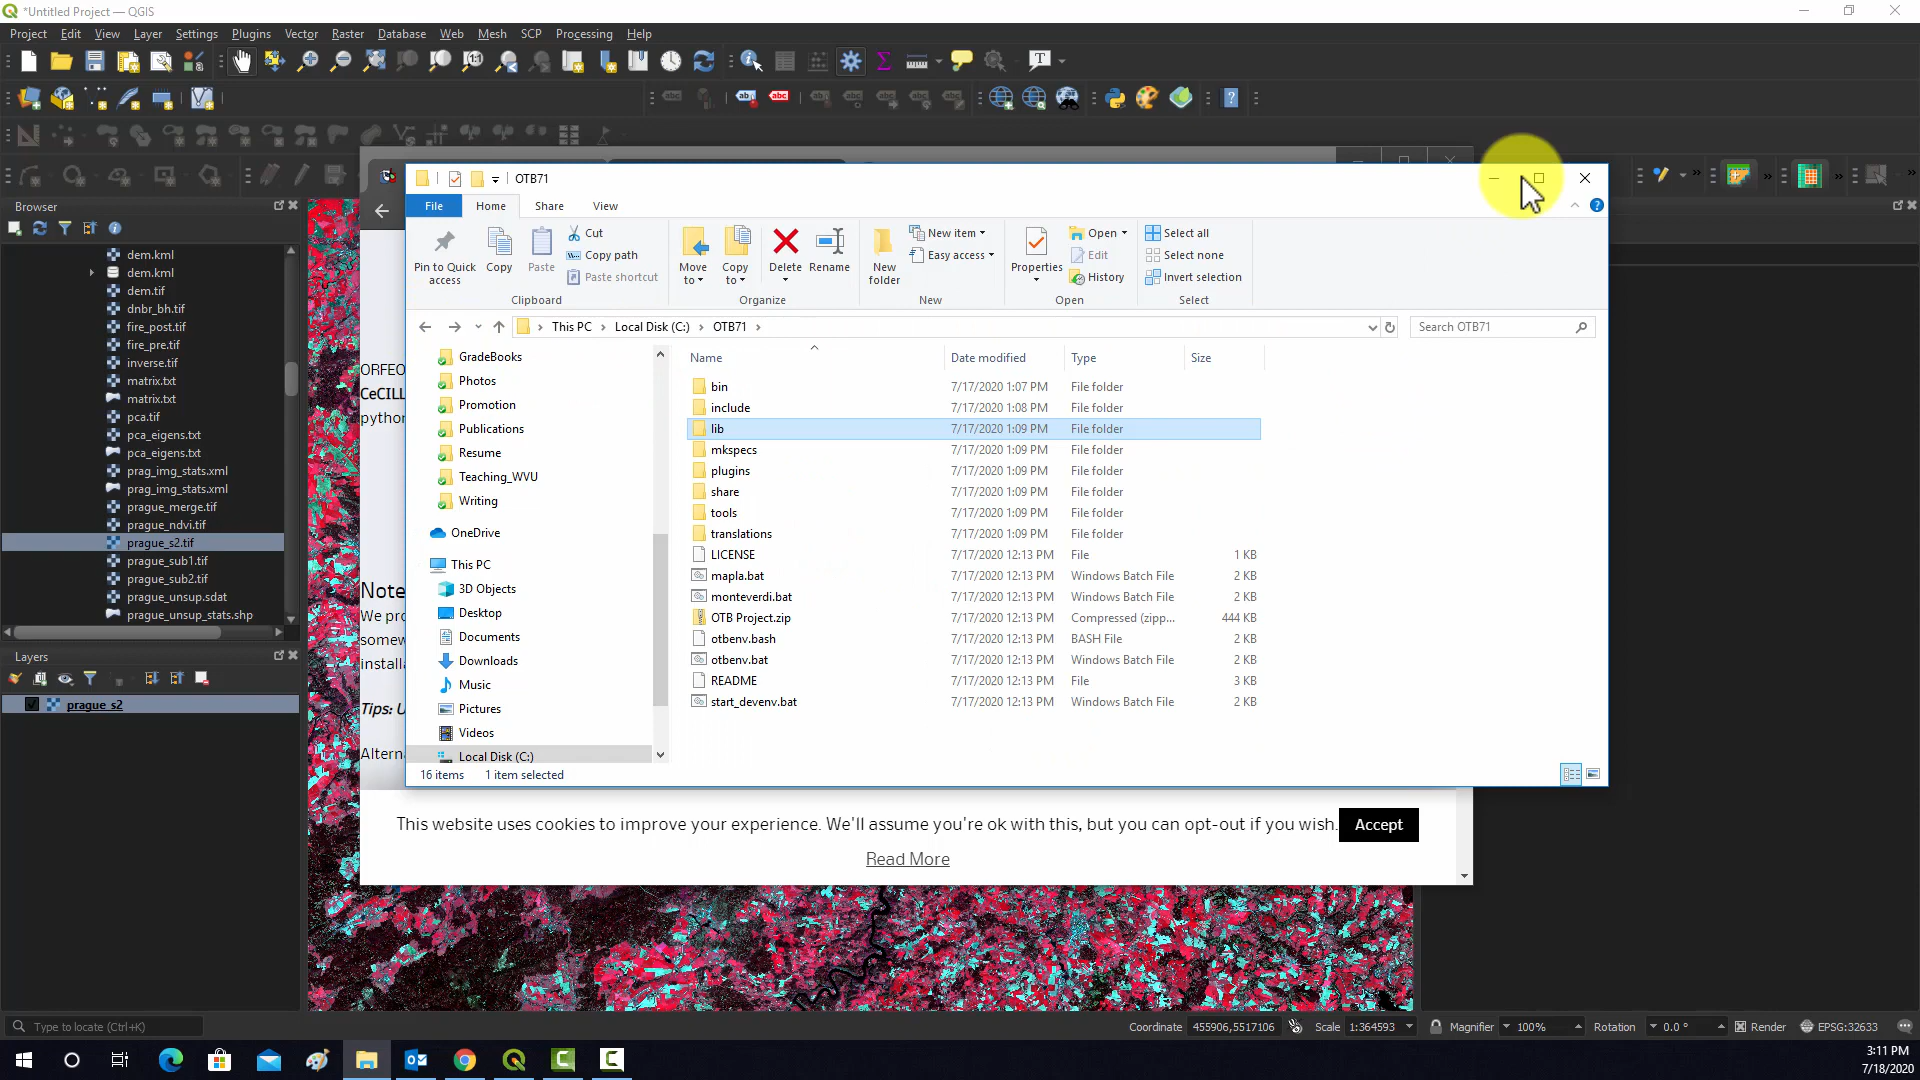 *Untitled Project — QGIS
Project Edit View Layer Settings Plugins Vector Raster Database Web Mesh SCP Processing Help
Browser
dem.kml
dem.kml
dem.tif
dnbr_bh.tif
fire_post.tif
fire_pre.tif
inverse.tif
matrix.txt
matrix.txt
pca.tif
pca_eigens.txt
pca_eigens.txt
prag_img_stats.xml
prag_img_stats.xml
prague_merge.tif
prague_ndvi.tif
prague_s2.tif
prague_sub1.tif
prague_sub2.tif
prague_unsup.sdat
prague_unsup_stats.shp
Layers
prague_s2
OTB71
File Home Share View
Pin to Quick access
Copy
Paste
Cut
Copy path
Paste shortcut
Clipboard
Move to
Copy to
Delete
Rename
Organize
New folder
New item
Easy access
New
Properties
Open
Edit
History
Open
Select all
Select none
Invert selection
Select
This PC Local Disk (C:) OTB71
Search OTB71
GradeBooks
Photos
Promotion
Publications
Resume
Teaching_WVU
Writing
OneDrive
This PC
3D Objects
Desktop
Documents
Downloads
Music
Pictures
Videos
Local Disk (C:)
Name Date modified Type Size
bin 7/17/2020 1:07 PM File folder
include 7/17/2020 1:08 PM File folder
lib 7/17/2020 1:09 PM File folder
mkspecs 7/17/2020 1:09 PM File folder
plugins 7/17/2020 1:09 PM File folder
share 7/17/2020 1:09 PM File folder
tools 7/17/2020 1:09 PM File folder
translations 7/17/2020 1:09 PM File folder
LICENSE 7/17/2020 12:13 PM File 1 KB
mapla.bat 7/17/2020 12:13 PM Windows Batch File 2 KB
monteverdi.bat 7/17/2020 12:13 PM Windows Batch File 2 KB
OTB Project.zip 7/17/2020 12:13 PM Compressed (zipp... 444 KB
otbenv.bash 7/17/2020 12:13 PM BASH File 2 KB
otbenv.bat 7/17/2020 12:13 PM Windows Batch File 2 KB
README 7/17/2020 12:13 PM File 3 KB
start_devenv.bat 7/17/2020 12:13 PM Windows Batch File 2 KB
16 items 1 item selected
ORFEO
CeCILL
python
Note
We pro
somew
install
Tips: U
Altern
This website uses cookies to improve your experience. We'll assume you're ok with this, but you can opt-out if you wish. Accept
Read More
Type to locate (Ctrl+K)
Coordinate 455906,5517106 Scale 1:364593 Magnifier 100% Rotation 0.0 ° Render EPSG:32633
3:11 PM
7/18/2020